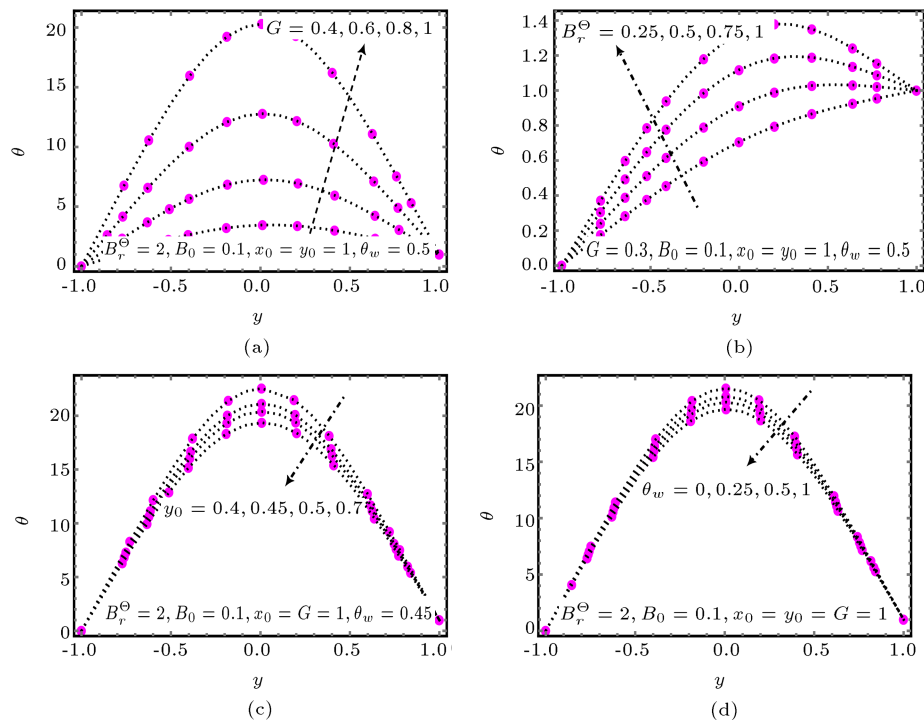 20
15
10
5
0
θ
G = 0.4, 0.6, 0.8, 1
B_r^Θ = 2, B_0 = 0.1, x_0 = y_0 = 1, θ_w = 0.5
-1.0 -0.5 0.0 0.5 1.0
y
(a)
1.4
1.2
1.0
0.8
0.6
0.4
0.2
0.0
θ
B_r^Θ = 0.25, 0.5, 0.75, 1
G = 0.3, B_0 = 0.1, x_0 = y_0 = 1, θ_w = 0.5
-1.0 -0.5 0.0 0.5 1.0
y
(b)
20
15
10
5
0
θ
y_0 = 0.4, 0.45, 0.5, 0.7
B_r^Θ = 2, B_0 = 0.1, x_0 = G = 1, θ_w = 0.45
-1.0 -0.5 0.0 0.5 1.0
y
(c)
20
15
10
5
0
θ
θ_w = 0, 0.25, 0.5, 1
B_r^Θ = 2, B_0 = 0.1, x_0 = y_0 = G = 1
-1.0 -0.5 0.0 0.5 1.0
y
(d)